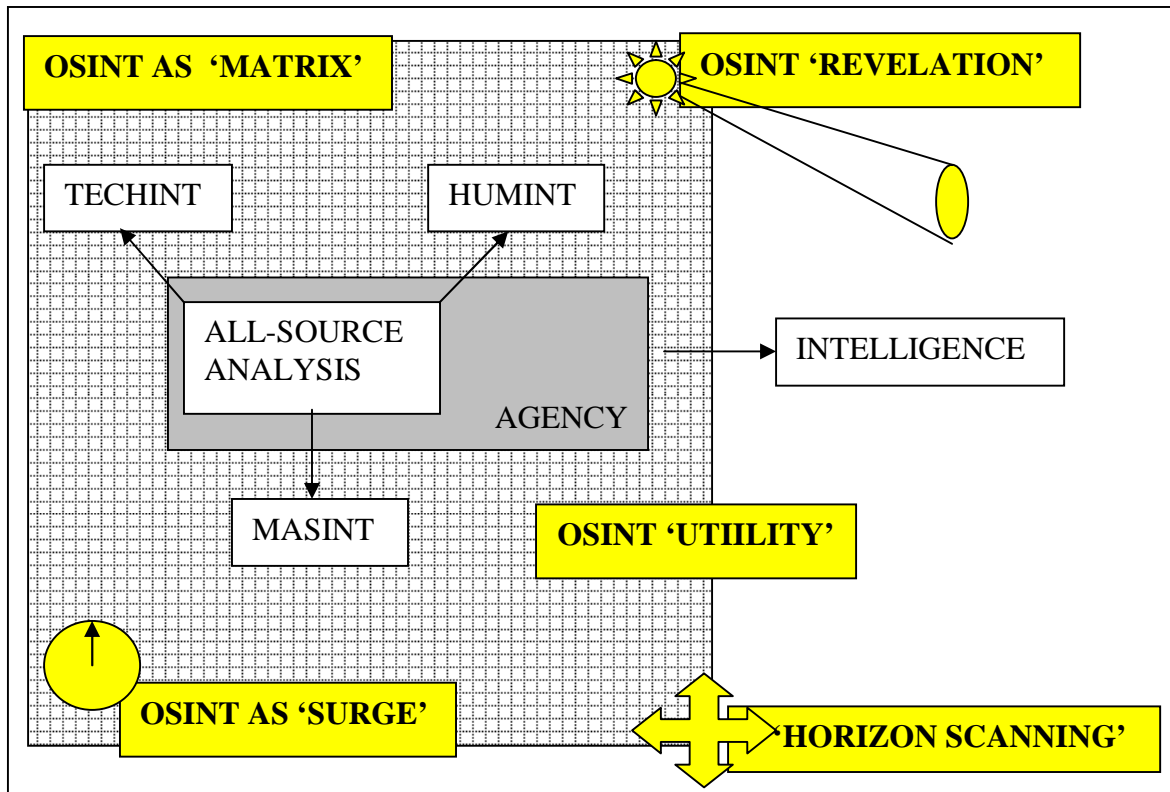 OSINT AS ‘MATRIX’
OSINT ‘REVELATION’
TECHINT
HUMINT
ALL-SOURCE
ANALYSIS
INTELLIGENCE
AGENCY
MASINT
OSINT ‘UTIILITY’
OSINT AS ‘SURGE’
‘HORIZON SCANNING’